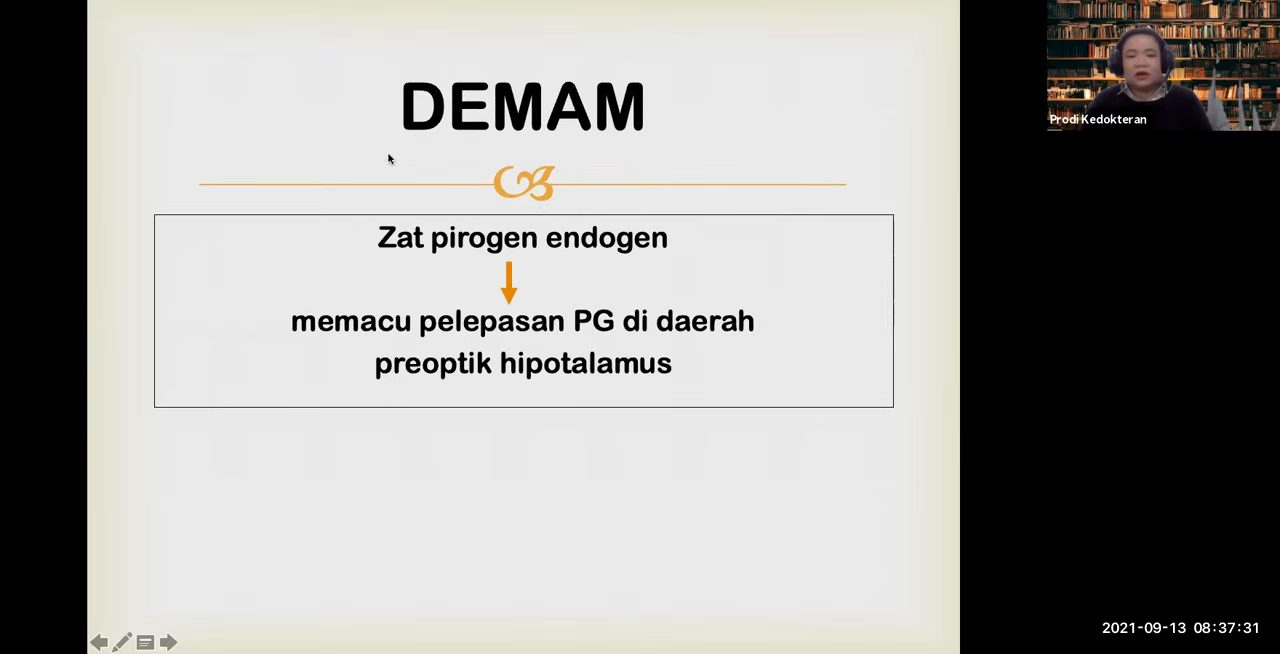 DEMAM
Zat pirogen endogen
memacu pelepasan PG di daerah
preoptik hipotalamus
Prodi Kedokteran
2021-09-13 08:37:31